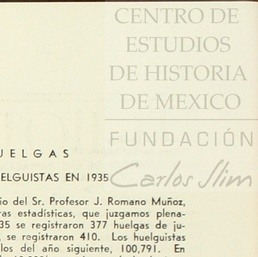 CENTRO DE
ESTUDIOS
DE HISTORIA
DE MEXICO
FUNDACIÓN
Carlos Slim
UELGAS
ELGUISTAS EN 1935
io del Sr. Profesor J. Romano Muñoz,
ras estadísticas, que juzgamos plena-
35 se registraron 377 huelgas de ju-
, se registraron 410. Los huelguistas
los del año siguiente, 100,791. En